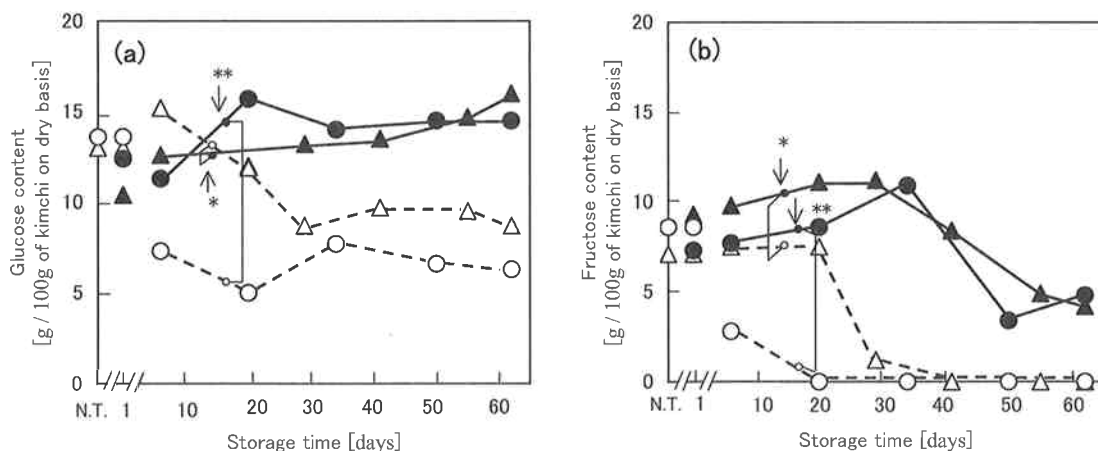 20
(a)
**
15
10
*
5
0
N.T. 1 10 20 30 40 50 60
Storage time [days]
Glucose content
[g / 100g of kimchi on dry basis]
20
(b)
15
*
10
**
5
0
N.T. 1 10 20 30 40 50 60
Storage time [days]
Fructose content
[g / 100g of kimchi on dry basis]